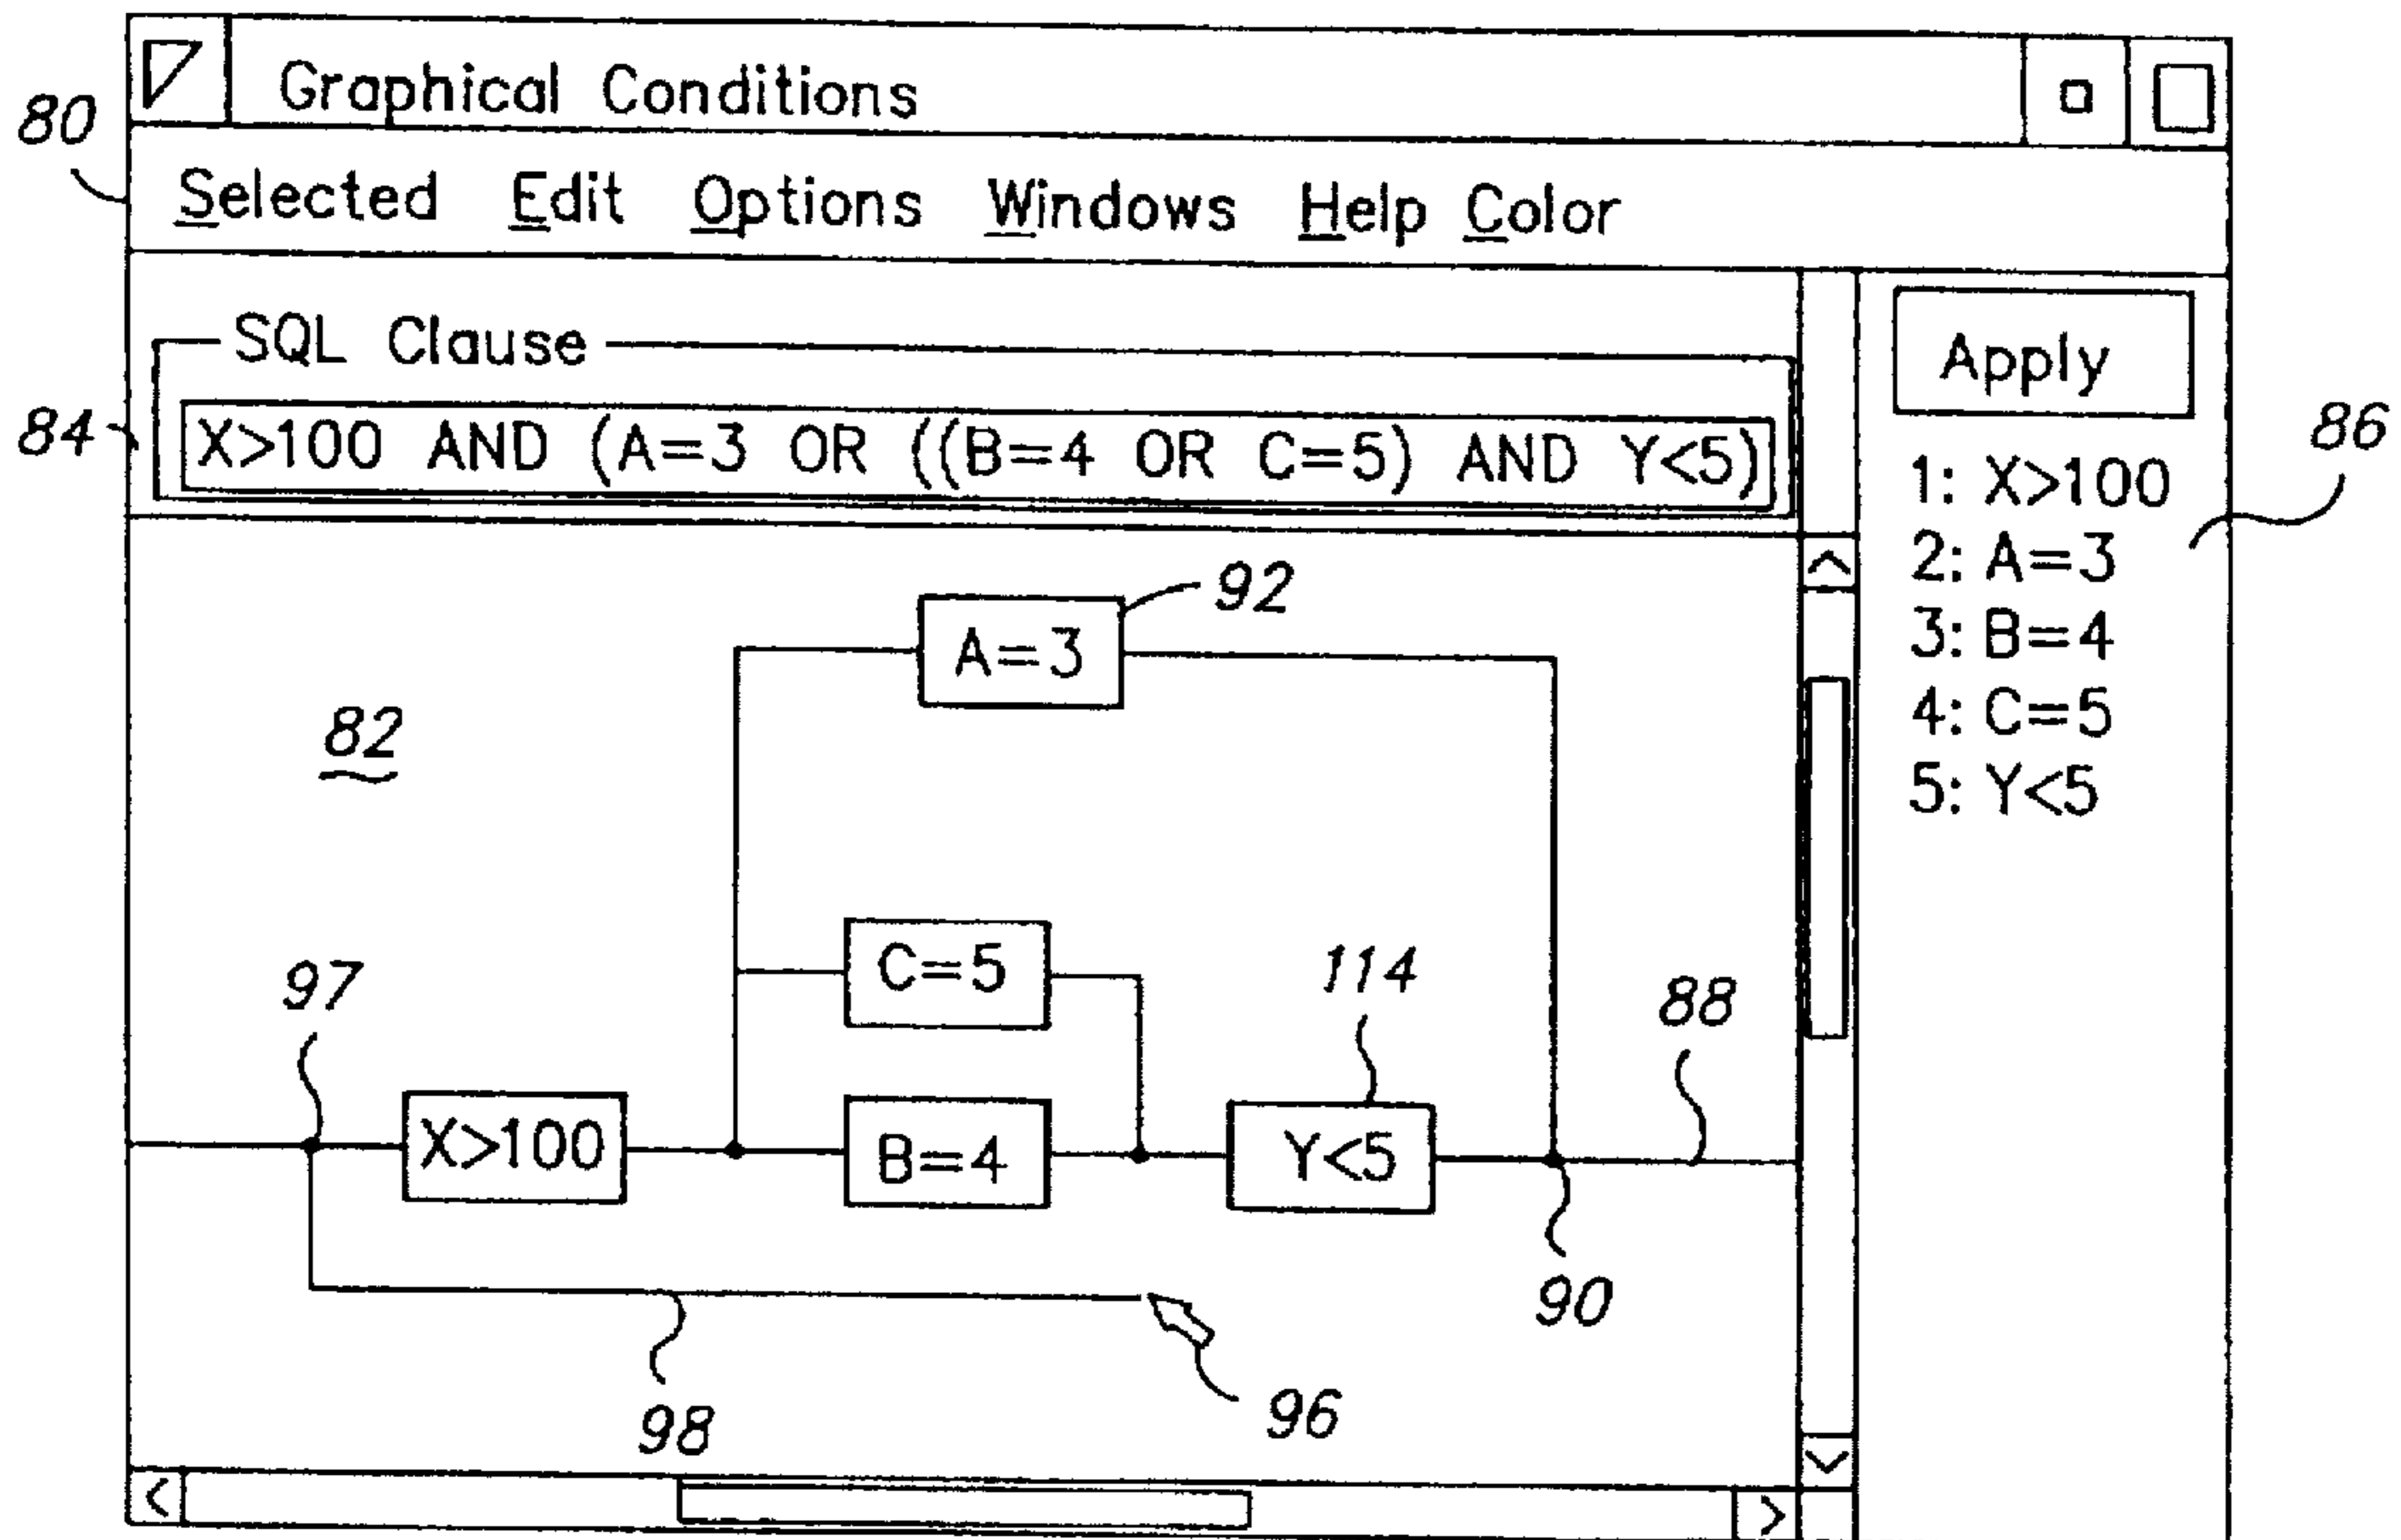 Graphical Conditions
80
Selected Edit Options Windows Help Color
SQL Clause
Apply
84
X>100 AND (A=3 OR ((B=4 OR C=5) AND Y<5)
86
1: X>100
2: A=3
3: B=4
4: C=5
5: Y<5
92
A=3
82
C=5
114
97
88
X>100
B=4
Y<5
90
98
96